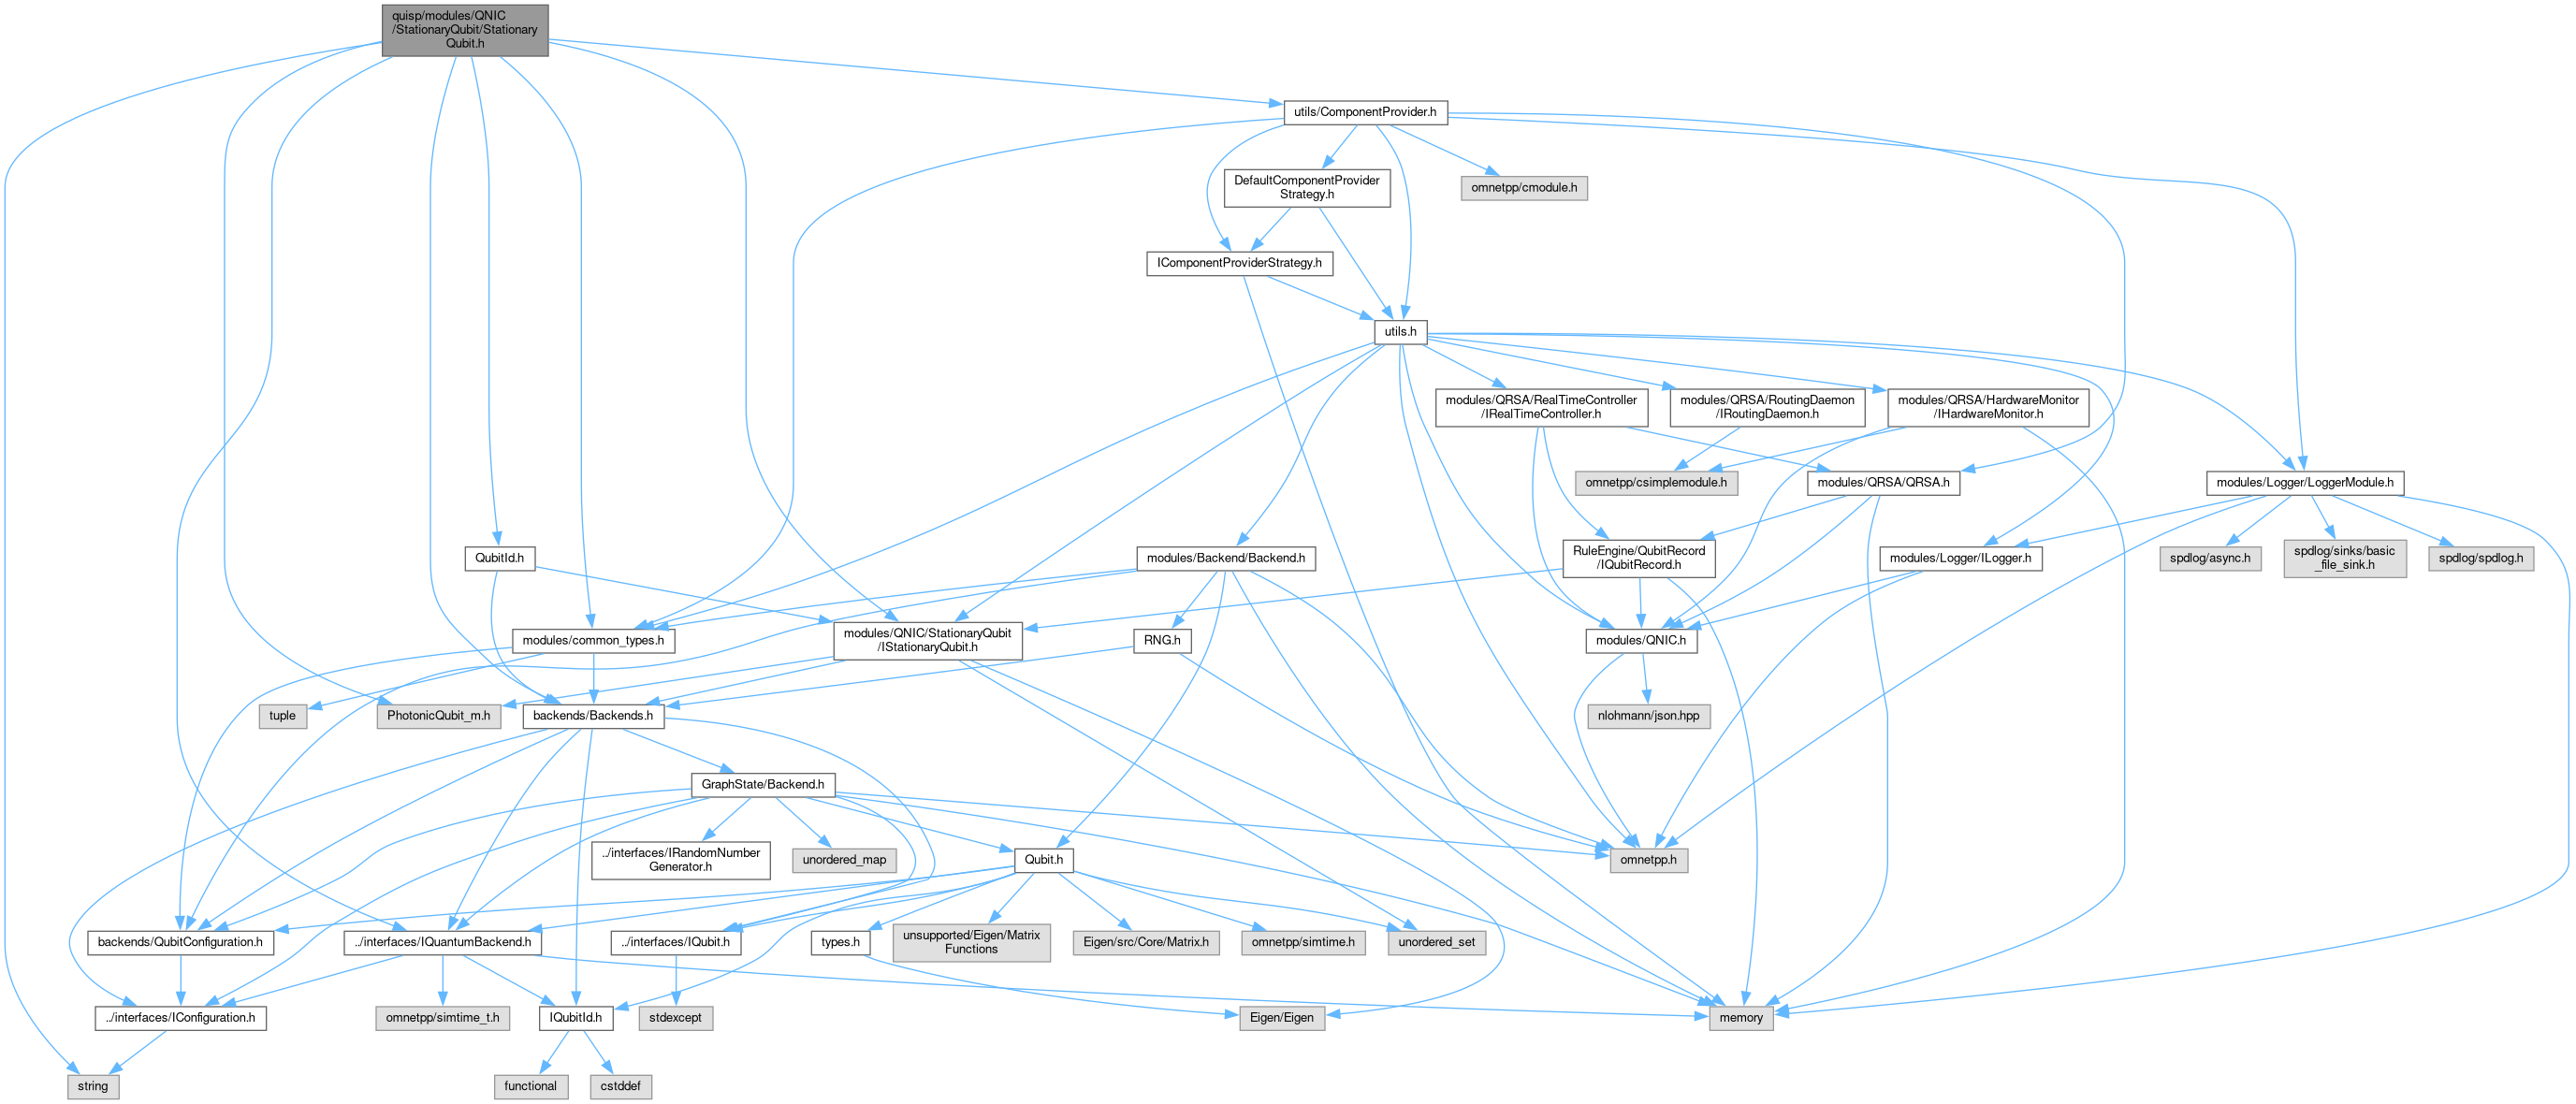 quisp/modules/QNIC
/StationaryQubit/Stationary
Qubit.h
utils/ComponentProvider.h
DefaultComponentProvider
Strategy.h
omnetpp/cmodule.h
IComponentProviderStrategy.h
utils.h
modules/QRSA/RealTimeController
/IRealTimeController.h
modules/QRSA/RoutingDaemon
/IRoutingDaemon.h
modules/QRSA/HardwareMonitor
/IHardwareMonitor.h
omnetpp/csimplemodule.h
modules/QRSA/QRSA.h
modules/Logger/LoggerModule.h
QubitId.h
modules/Backend/Backend.h
RuleEngine/QubitRecord
/IQubitRecord.h
modules/Logger/ILogger.h
spdlog/async.h
spdlog/sinks/basic
_file_sink.h
spdlog/spdlog.h
modules/common_types.h
modules/QNIC/StationaryQubit
/IStationaryQubit.h
RNG.h
modules/QNIC.h
tuple
PhotonicQubit_m.h
backends/Backends.h
nlohmann/json.hpp
GraphState/Backend.h
../interfaces/IRandomNumber
Generator.h
unordered_map
Qubit.h
omnetpp.h
backends/QubitConfiguration.h
../interfaces/IQuantumBackend.h
../interfaces/IQubit.h
types.h
unsupported/Eigen/Matrix
Functions
Eigen/src/Core/Matrix.h
omnetpp/simtime.h
unordered_set
../interfaces/IConfiguration.h
omnetpp/simtime_t.h
IQubitId.h
stdexcept
Eigen/Eigen
memory
string
functional
cstddef